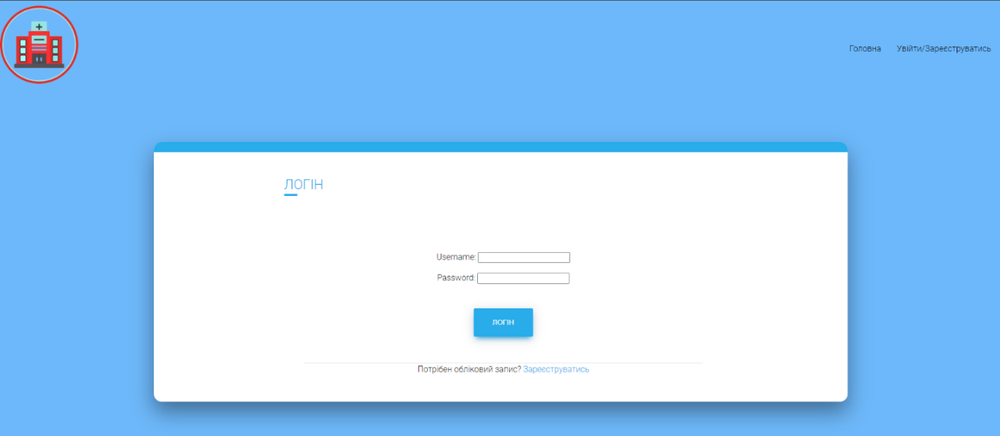 Головна Увійти/Зареєструватись
ЛОГІН
Username:
Password:
ЛОГІН
Потрібен обліковий запис? Зареєструватись